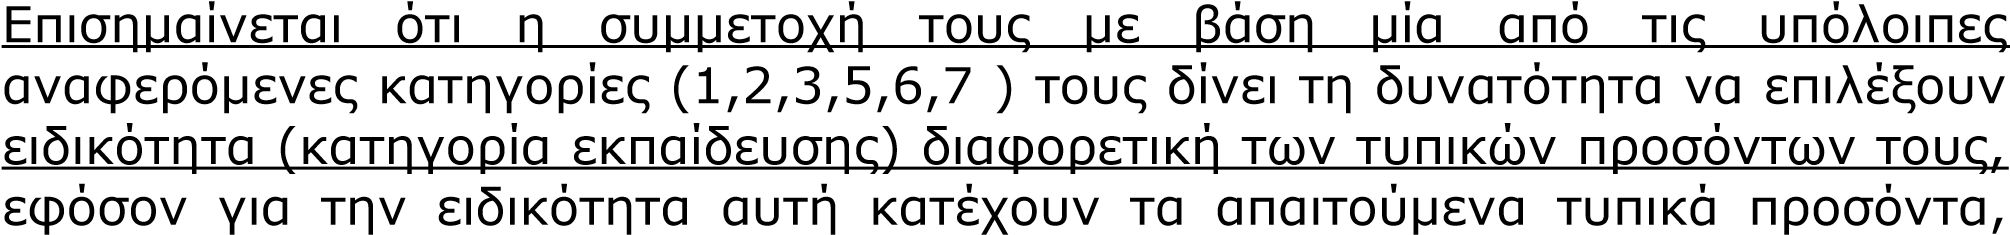 Επισημαίνεται ότι η συμμετοχή τους με βάση μία από τις υπόλοιπες
αναφερόμενες κατηγορίες (1,2,3,5,6,7 ) τους δίνει τη δυνατότητα να επιλέξουν
ειδικότητα (κατηγορία εκπαίδευσης) διαφορετική των τυπικών προσόντων τους,
εφόσον για την ειδικότητα αυτή κατέχουν τα απαιτούμενα τυπικά προσόντα,